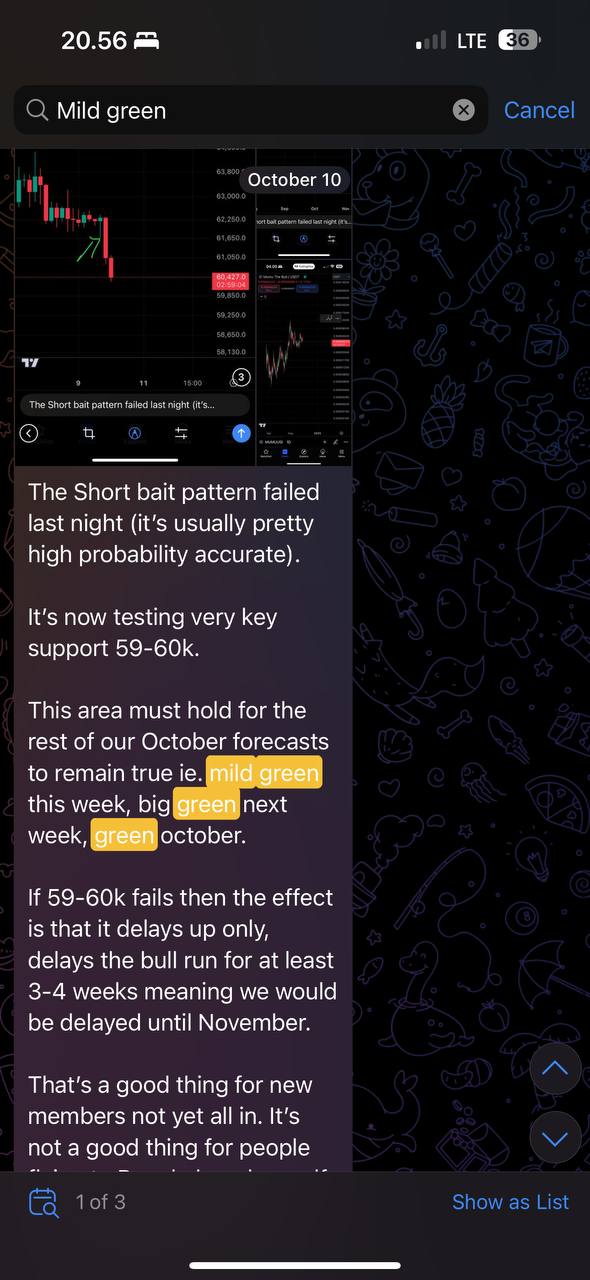 20.56
LTE
36
Mild green
Cancel
October 10
63,800
63,000.0
62,250.0
61,650.0
61,050.0
60,427.0
02:59:04
59,850.0
59,250.0
58,650.0
58,130.0
9
11
15:00
3
The Short bait pattern failed last night (it's...
Sep
Oct
The Short bait pattern failed
last night (it's usually pretty
high probability accurate).
It's now testing very key
support 59-60k.
This area must hold for the
rest of our October forecasts
to remain true ie. mild green
this week, big green next
week, green october.
If 59-60k fails then the effect
is that it delays up only,
delays the bull run for at least
3-4 weeks meaning we would
be delayed until November.
That's a good thing for new
members not yet all in. It's
not a good thing for people
1 of 3
Show as List